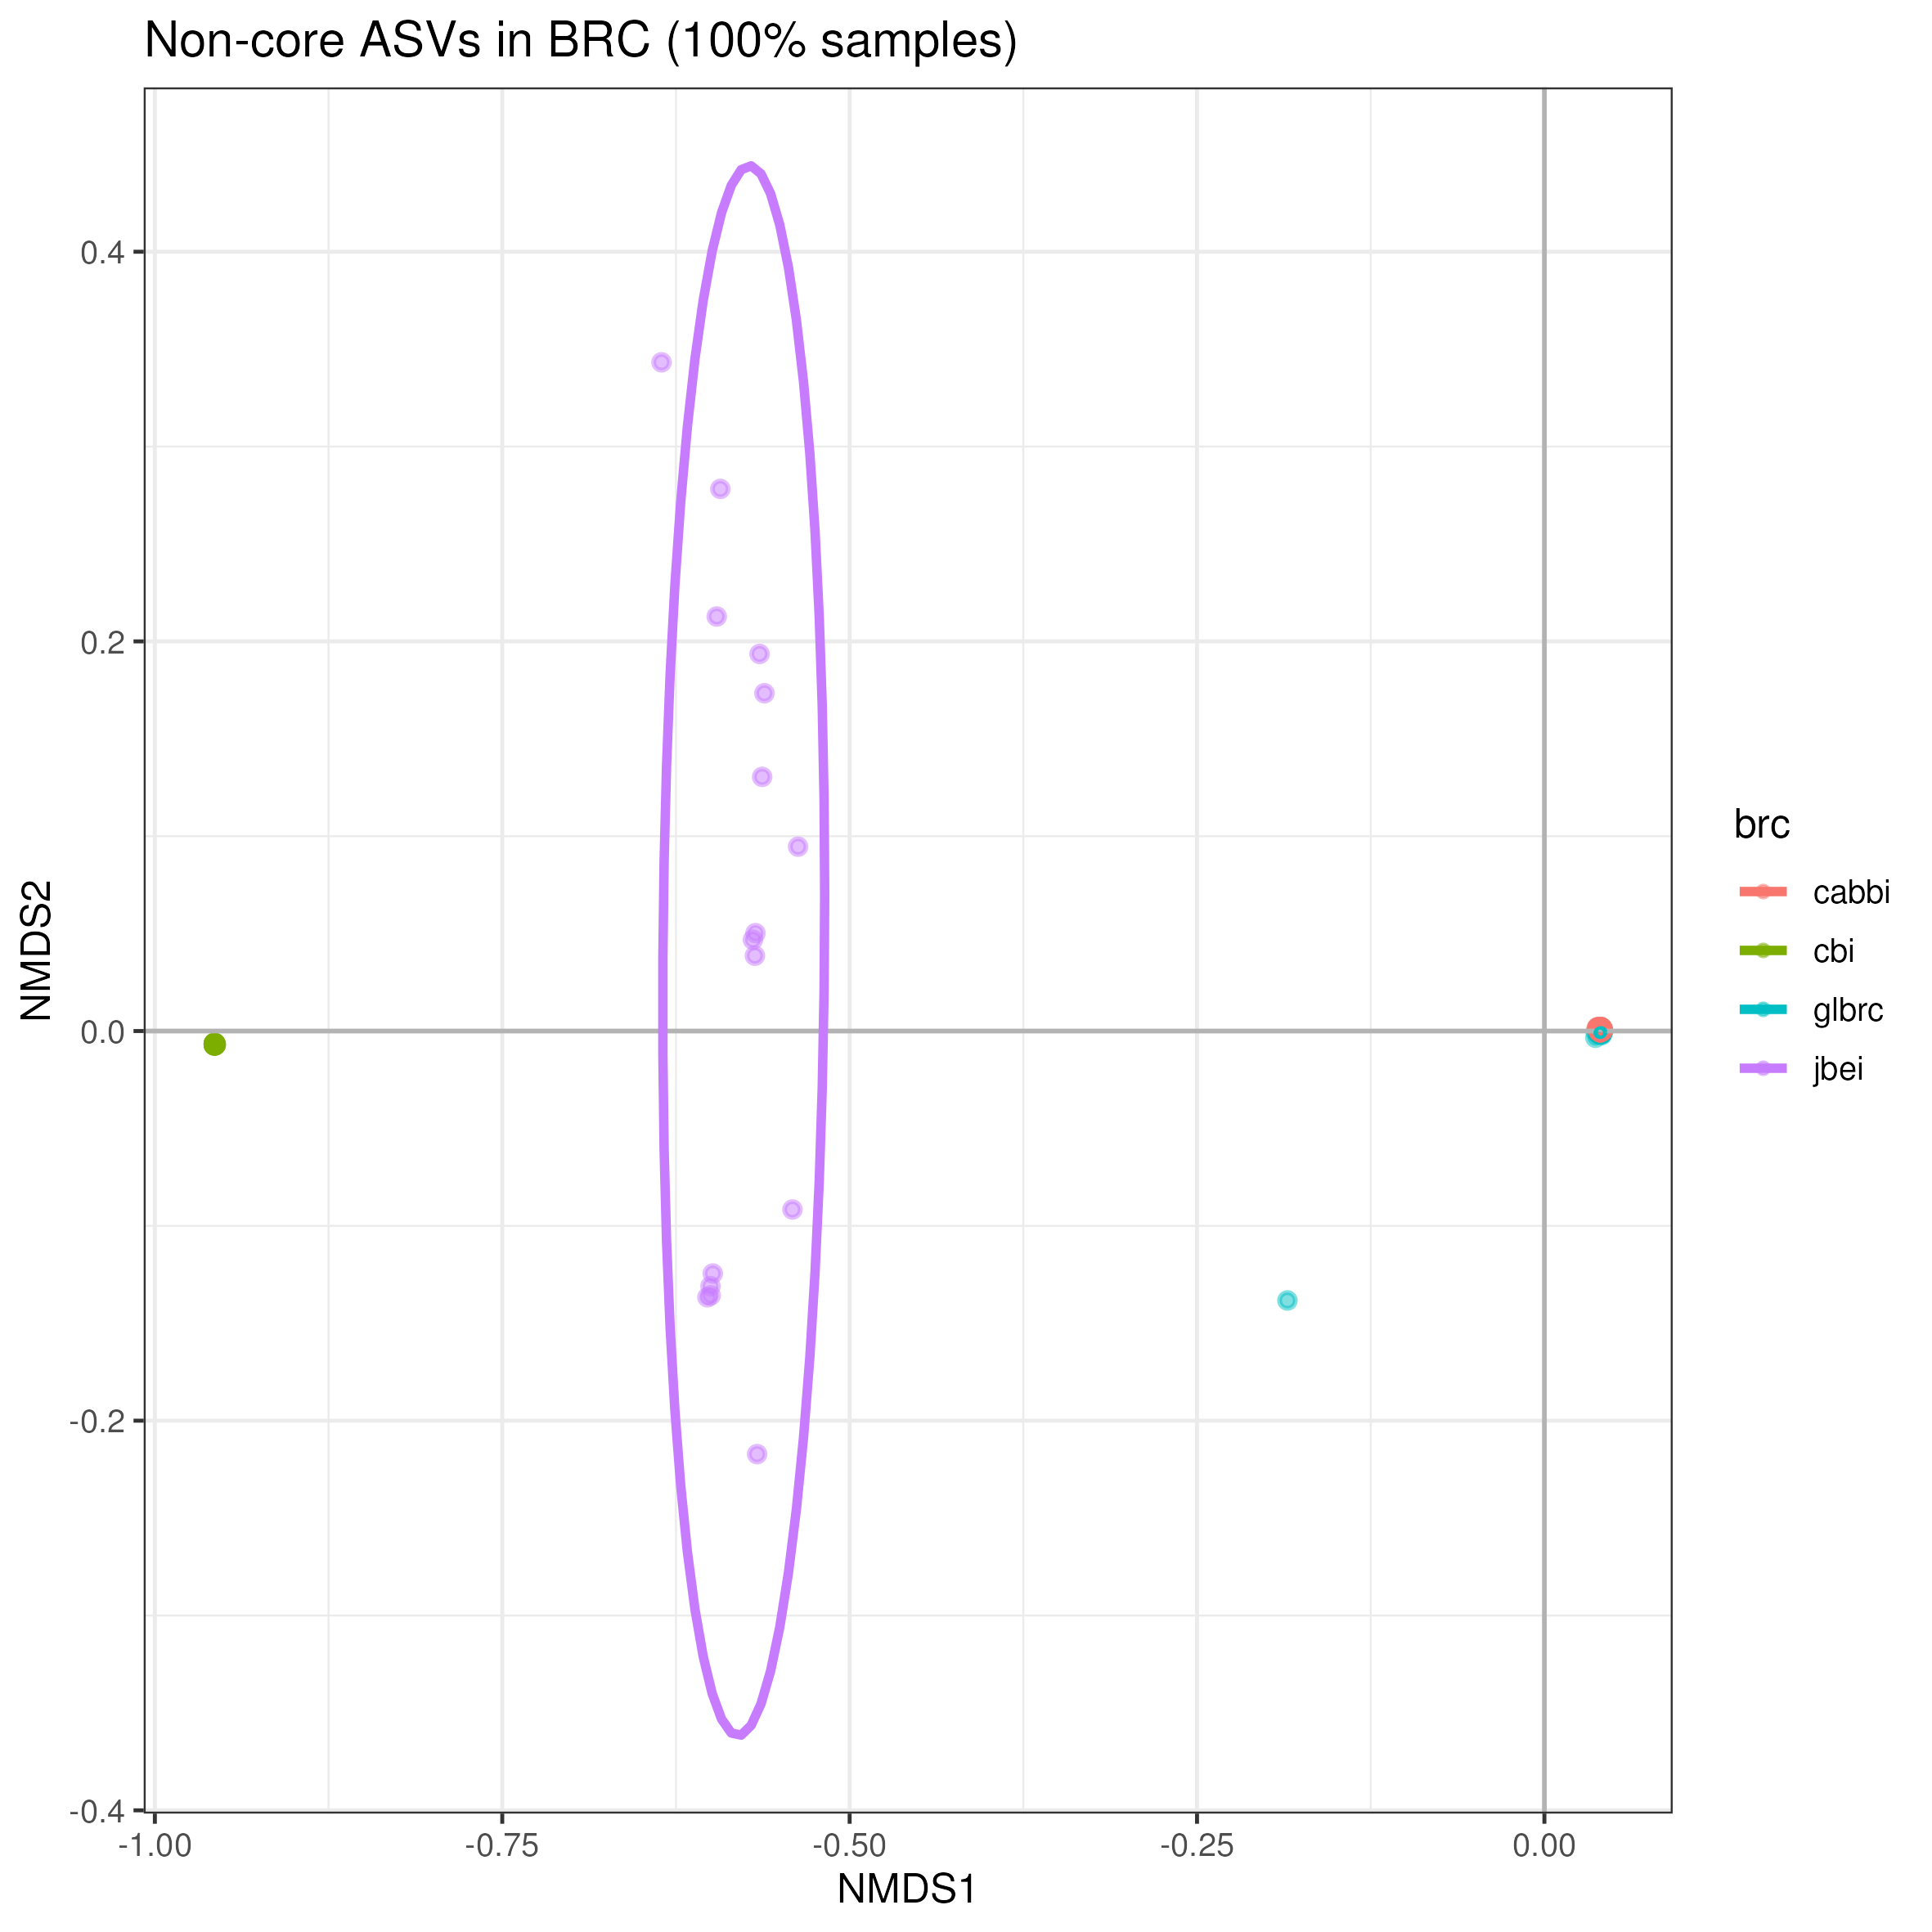 Non-core ASVs in BRC (100% samples)
0.4
0.2
0.0
-0.2
-0.4
NMDS2
-1.00
-0.75
-0.50
-0.25
0.00
NMDS1
brc
cabbi
cbi
glbrc
jbei